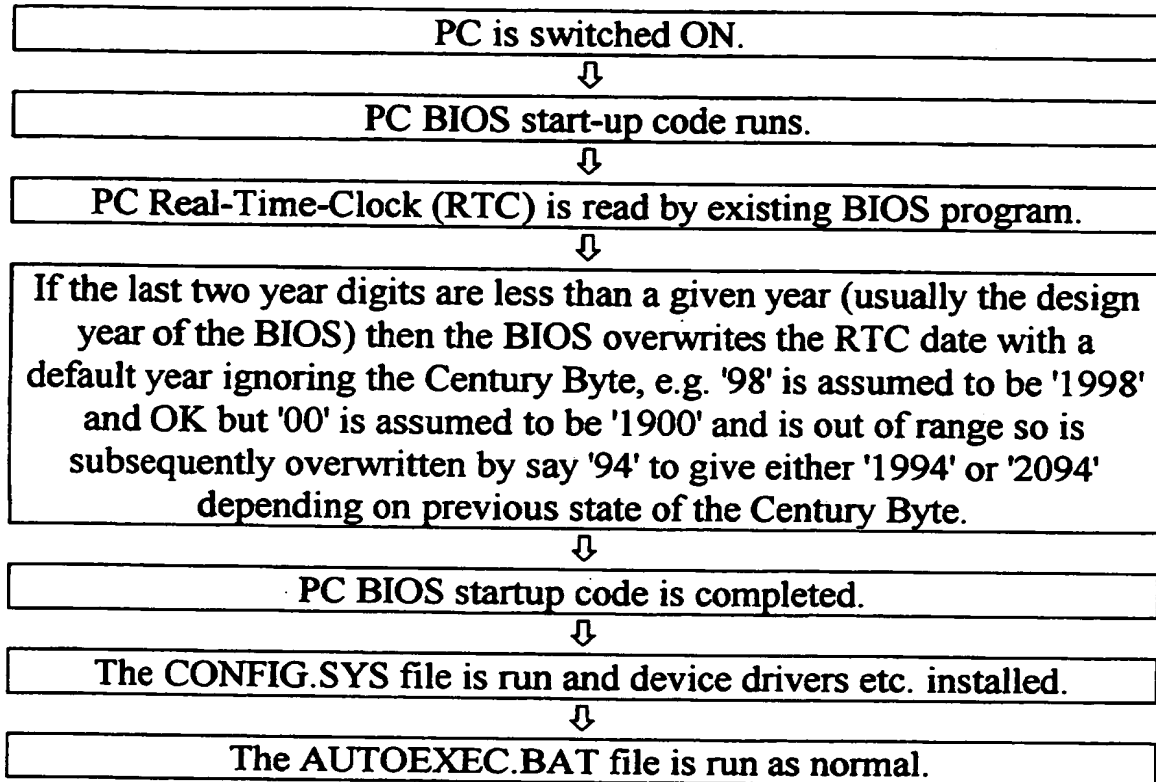 PC is switched ON.
PC BIOS start-up code runs.
PC Real-Time-Clock (RTC) is read by existing BIOS program.
If the last two year digits are less than a given year (usually the design
year of the BIOS) then the BIOS overwrites the RTC date with a
default year ignoring the Century Byte, e.g. '98' is assumed to be '1998'
and OK but '00' is assumed to be '1900' and is out of range so is
subsequently overwritten by say '94' to give either '1994' or '2094'
depending on previous state of the Century Byte.
PC BIOS startup code is completed.
The CONFIG.SYS file is run and device drivers etc. installed.
The AUTOEXEC.BAT file is run as normal.